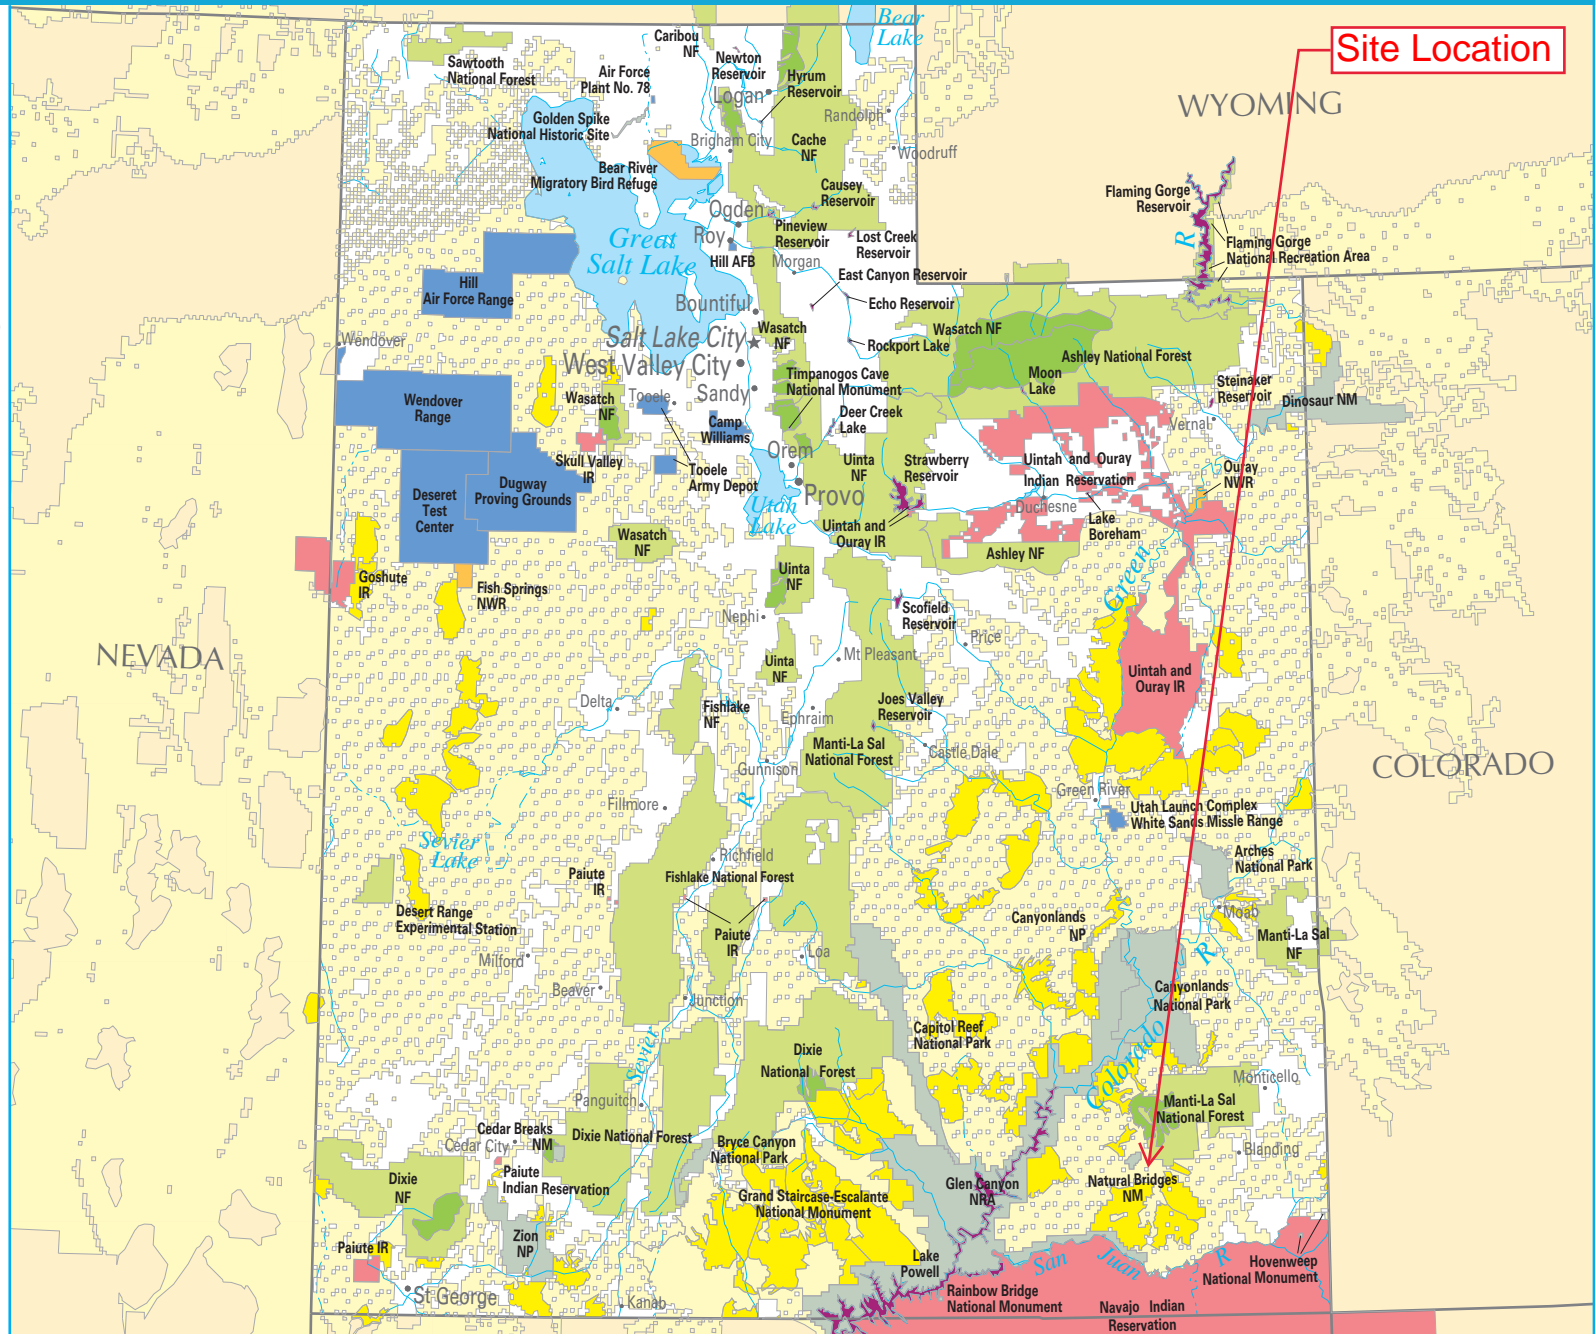 Bear
Lake
Caribou
NF
Site Location
Sawtooth
National Forest
Newton
Reservoir
Air Force
Plant No. 78
Hyrum
Reservoir
Logan
WYOMING
Golden Spike
National Historic Site
Randolph
Brigham City
Cache
NF
Woodruff
Bear River
Migratory Bird Refuge
Causey
Reservoir
Flaming Gorge
Reservoir
Ogden
Pineview
Reservoir
Roy
Great
Salt Lake
Lost Creek
Reservoir
R
Flaming Gorge
National Recreation Area
Hill AFB
Morgan
East Canyon Reservoir
Hill
Air Force Range
Bountiful
Echo Reservoir
Salt Lake City
Wasatch
NF
Wasatch NF
Wendover
Rockport Lake
Ashley National Forest
West Valley City
Timpanogos Cave
National Monument
Moon
Lake
Steinaker
Reservoir
Sandy
Tooele
Wasatch
NF
Wendover
Range
Dinosaur NM
Deer Creek
Lake
Camp
Williams
Vernal
Orem
Skull Valley
IR
Tooele
Army Depot
Uinta
NF
Strawberry
Reservoir
Uintah and Ouray
Indian Reservation
Ouray
NWR
Dugway
Proving Grounds
Deseret
Test
Center
Provo
Utah
Lake
Duchesne
Lake
Boreham
Uintah and
Ouray IR
Wasatch
NF
Ashley NF
Green
Goshute
IR
Fish Springs
NWR
Uinta
NF
Scofield
Reservoir
Nephi
Price
NEVADA
Mt Pleasant
Uinta
NF
Uintah and
Ouray IR
Delta
Fishlake
NF
Joes Valley
Reservoir
Ephraim
Manti-La Sal
National Forest
Castle Dale
COLORADO
Gunnison
Green River
Fillmore
R
Utah Launch Complex
White Sands Missle Range
Sevier
Lake
Richfield
Arches
National Park
Paiute
IR
Fishlake National Forest
Desert Range
Experimental Station
Canyonlands
NP
Moab
Paiute
IR
Manti-La Sal
NF
Milford
Loa
R
Beaver
Junction
Canyonlands
National Park
Capitol Reef
National Park
Sevier
Dixie
National Forest
Colorado
Monticello
Panguitch
Manti-La Sal
National Forest
Cedar Breaks
NM
Cedar City
Dixie National Forest
Bryce Canyon
National Park
Blanding
Paiute
Indian Reservation
Dixie
NF
Glen Canyon
NRA
Natural Bridges
NM
Grand Staircase-Escalante
National Monument
Zion
NP
Paiute IR
Lake
Powell
San Juan R
Hovenweep
National Monument
St George
Kanab
Rainbow Bridge
National Monument
Navajo Indian
Reservation